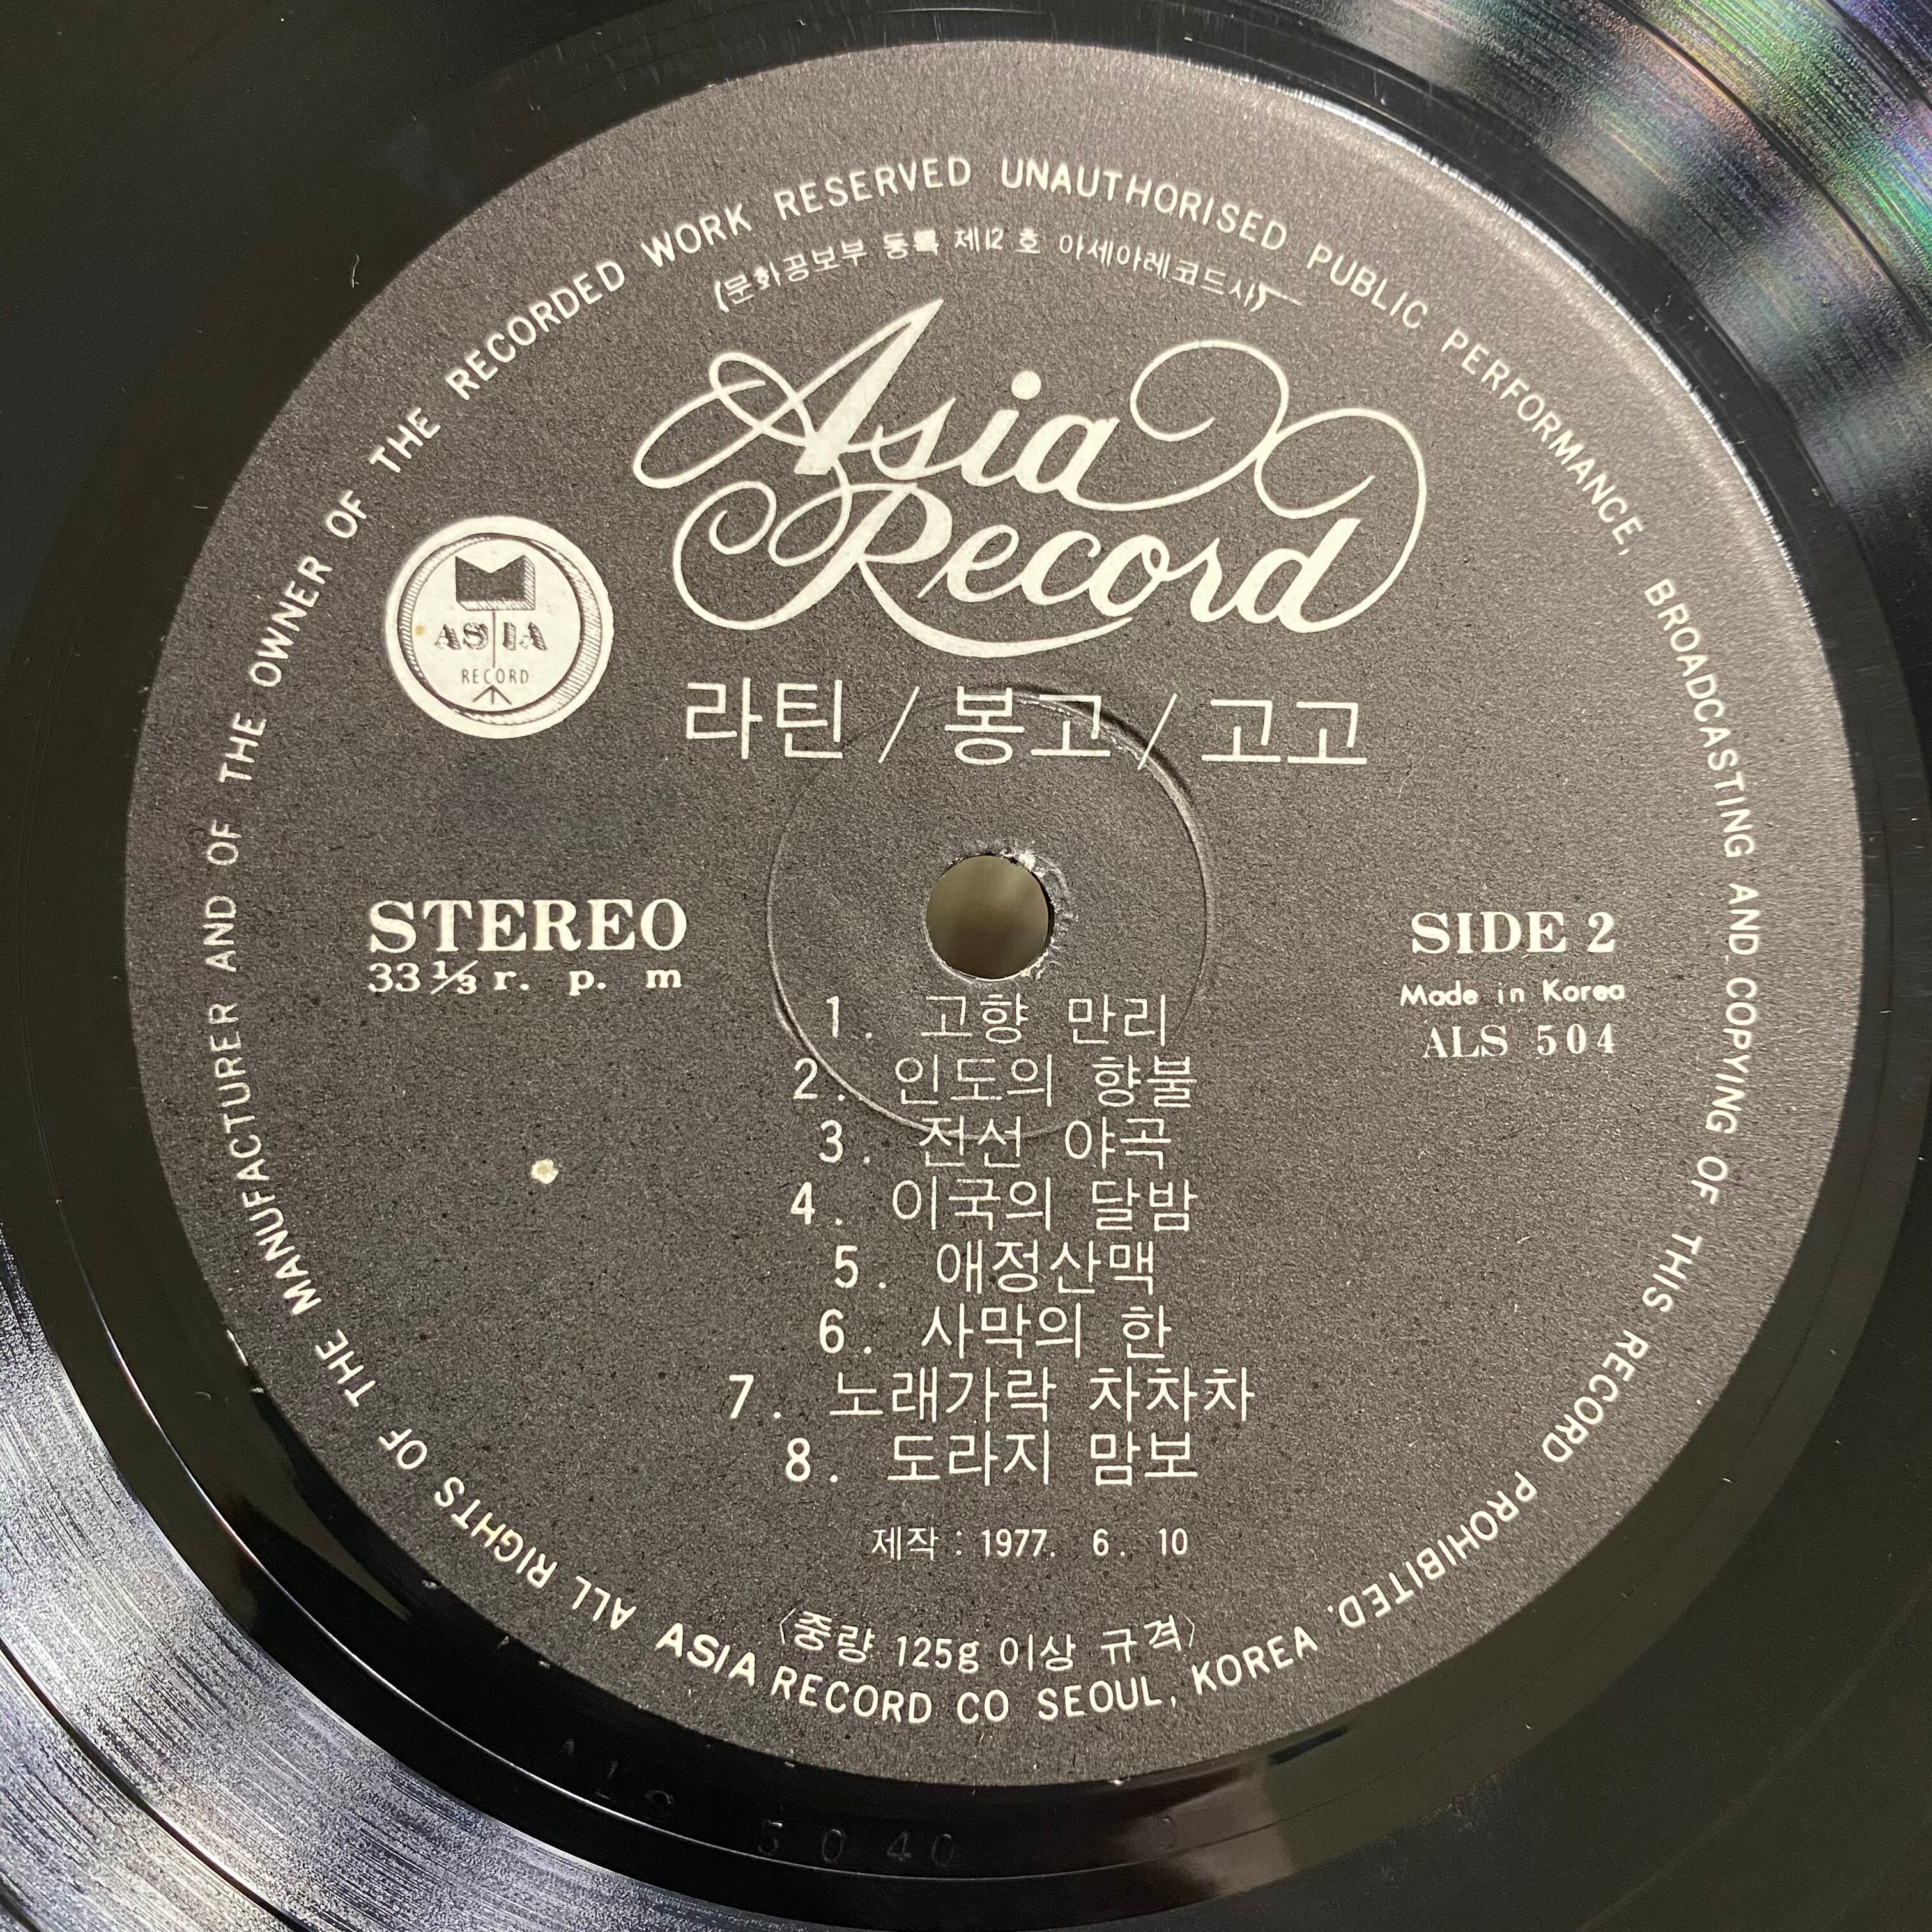 ALL RIGHTS OF THE MANUFACTURER AND OF THE OWNER OF THE RECORDED WORK RESERVED UNAUTHORISED PUBLIC PERFORMANCE, BROADCASTING AND COPYING OF THIS RECORD PROHIBITED.
(문화공보부 등록 제12호 아세아레코드사)
Asia
Record
ASIA
RECORD
라틴/봉고/고고
STEREO
33⅓ r. p. m
SIDE 2
Made in Korea
ALS 504
1. 고향 만리
2. 인도의 향불
3. 전선 야곡
4. 이국의 달밤
5. 애정산맥
6. 사막의 한
7. 노래가락 차차차
8. 도라지 맘보
제작 : 1977. 6. 10
〈중량 125g 이상 규격〉
ASIA RECORD CO SEOUL, KOREA
5040